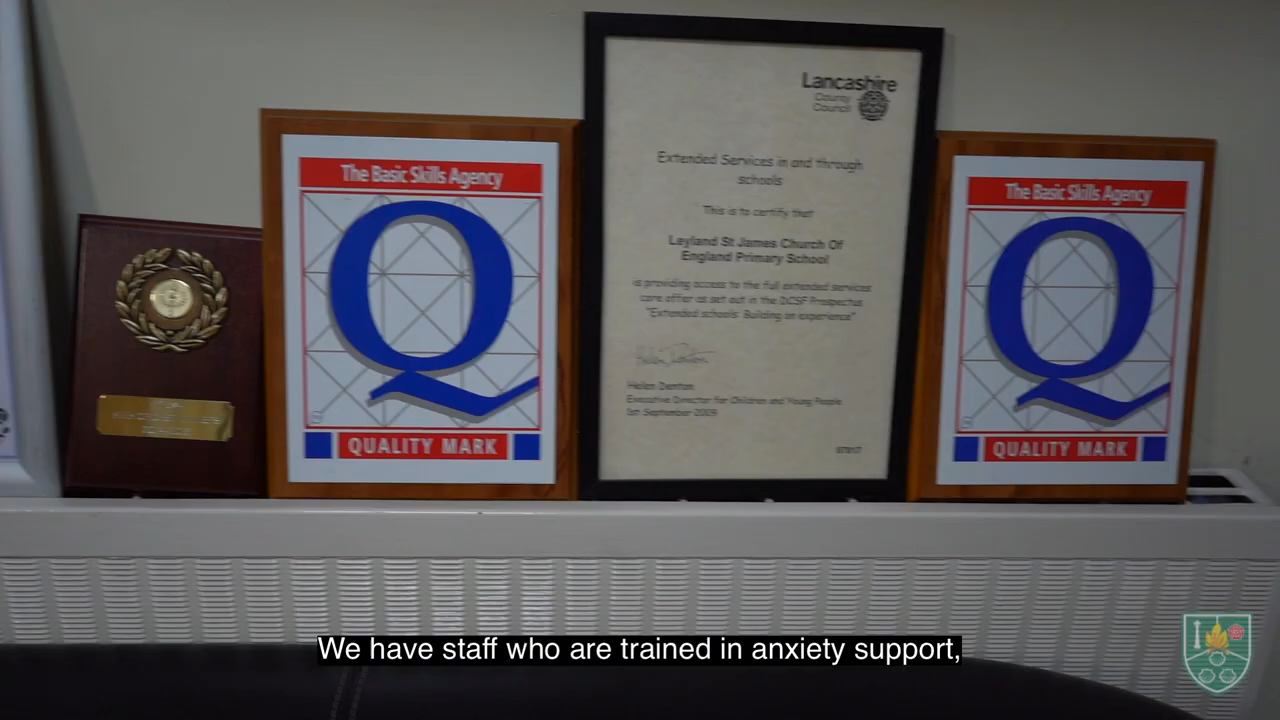 The Basic Skills Agency
QUALITY MARK
Lancashire
County
Council
Extended Services in and through
schools
This is to certify that
Leyland St James Church Of
England Primary School
is providing access to the full extended services
core offer as set out in the DCSF Prospectus
"Extended schools: Building on experience"
Helen Denton
Helen Denton
Executive Director for Children and Young People
1st September 2009
The Basic Skills Agency
QUALITY MARK
We have staff who are trained in anxiety support,